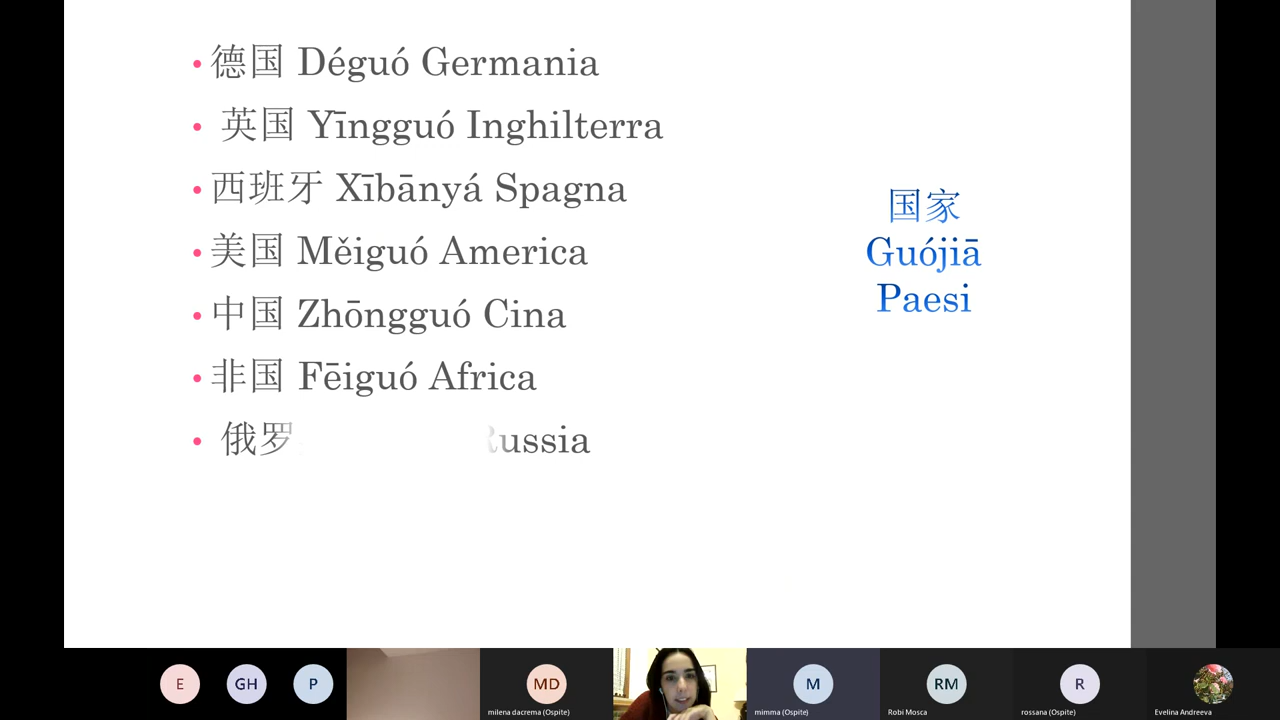 德国 Déguó Germania
英国 Yīngguó Inghilterra
西班牙 Xībānyá Spagna
美国 Měiguó America
中国 Zhōngguó Cina
非国 Fēiguó Africa
俄罗 Russia
国家
Guójiā
Paesi
E
GH
P
MD
M
RM
R
milena dacrema (Ospite)
mimma (Ospite)
Robi Mosca
rossana (Ospite)
Evelina Andreeva